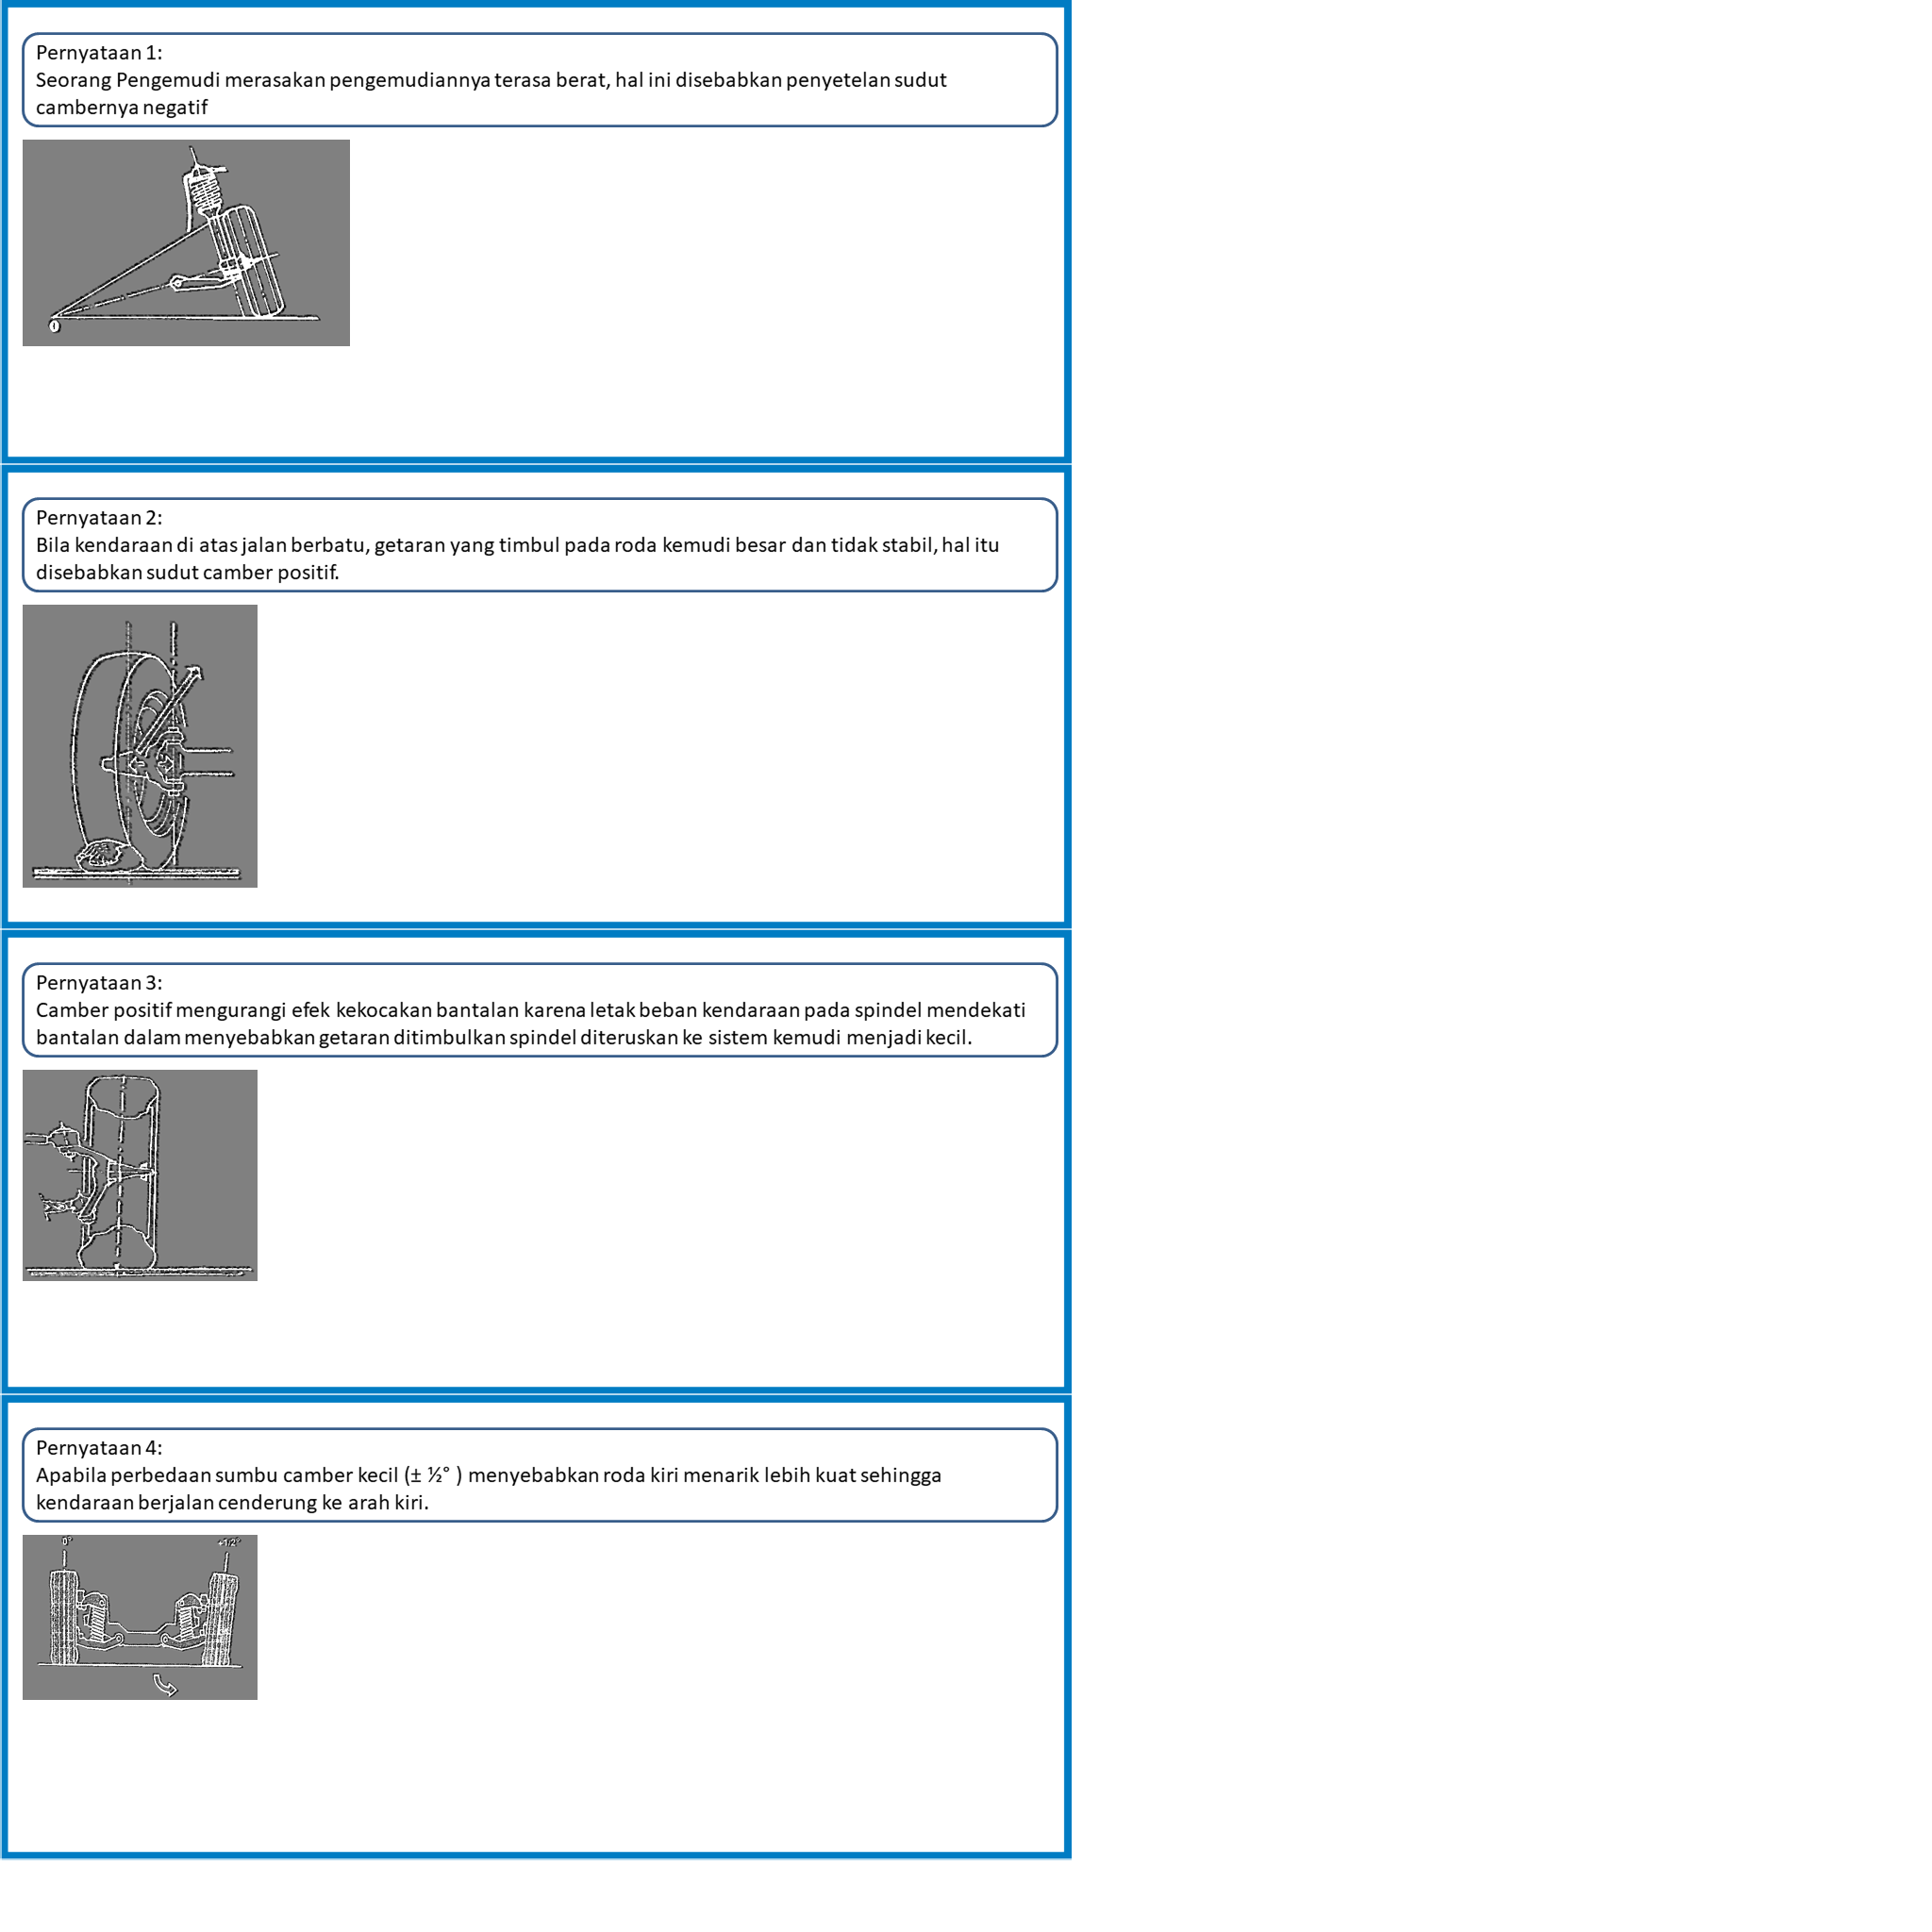 Pernyataan 1:
Seorang Pengemudi merasakan pengemudiannya terasa berat, hal ini disebabkan penyetelan sudut
cambernya negatif
0
Pernyataan 2:
Bila kendaraan di atas jalan berbatu, getaran yang timbul pada roda kemudi besar dan tidak stabil, hal itu
disebabkan sudut camber positif.
Pernyataan 3:
Camber positif mengurangi efek kekocakan bantalan karena letak beban kendaraan pada spindel mendekati
bantalan dalam menyebabkan getaran ditimbulkan spindel diteruskan ke sistem kemudi menjadi kecil.
Pernyataan 4:
Apabila perbedaan sumbu camber kecil (± ½° ) menyebabkan roda kiri menarik lebih kuat sehingga
kendaraan berjalan cenderung ke arah kiri.
0° +1/2°